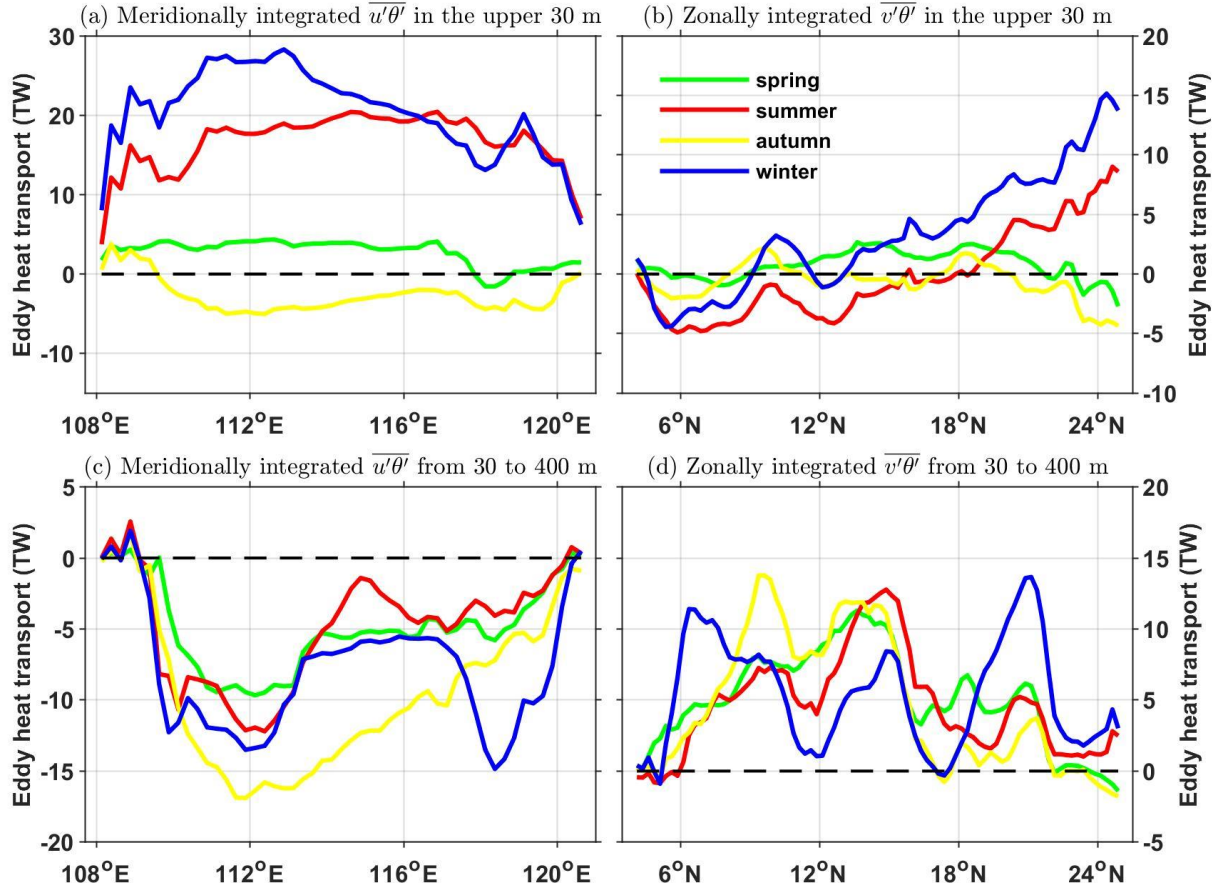 (a) Meridionally integrated u′θ′ in the upper 30 m
(b) Zonally integrated v′θ′ in the upper 30 m
Eddy heat transport (TW)
30
20
10
0
-10
108°E
112°E
116°E
120°E
spring
summer
autumn
winter
20
15
10
5
0
-5
-10
Eddy heat transport (TW)
6°N
12°N
18°N
24°N
(c) Meridionally integrated u′θ′ from 30 to 400 m
(d) Zonally integrated v′θ′ from 30 to 400 m
Eddy heat transport (TW)
5
0
-5
-10
-15
-20
108°E
112°E
116°E
120°E
20
15
10
5
0
-5
Eddy heat transport (TW)
6°N
12°N
18°N
24°N